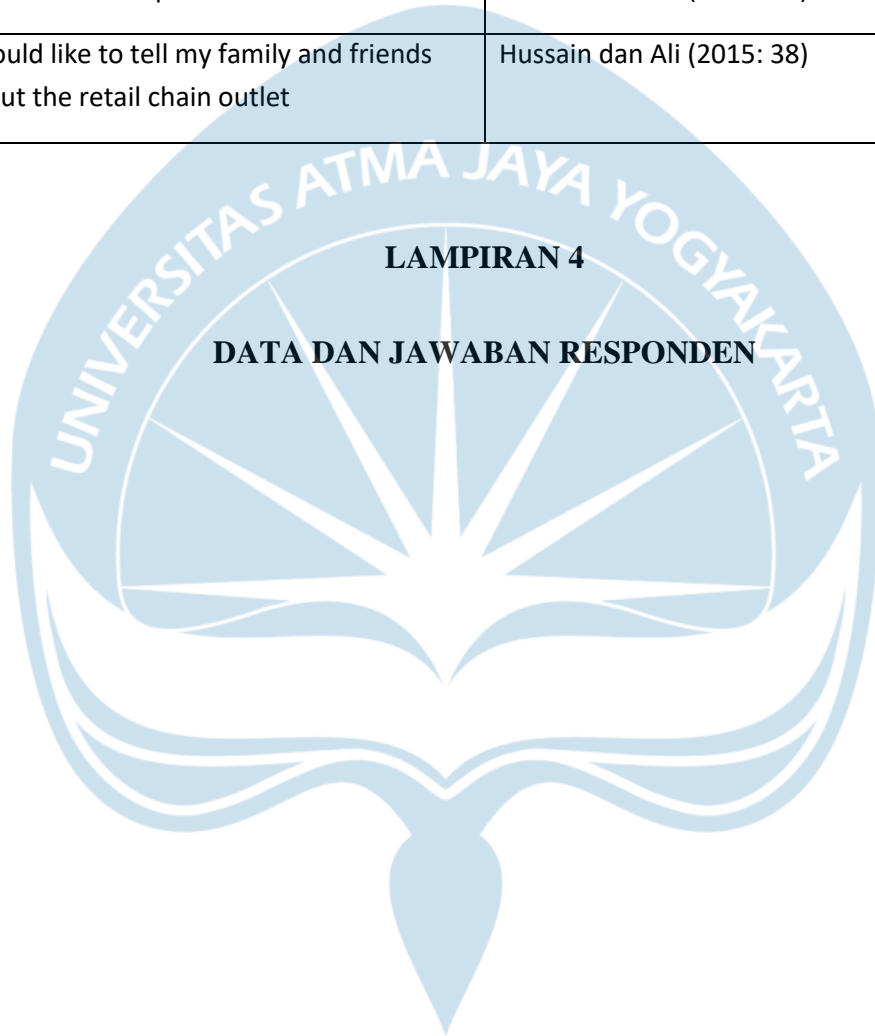 ould like to tell my family and friends
ut the retail chain outlet
Hussain dan Ali (2015: 38)
UNIVERSITAS ATMA JAYA YOGYAKARTA
LAMPIRAN 4
DATA DAN JAWABAN RESPONDEN